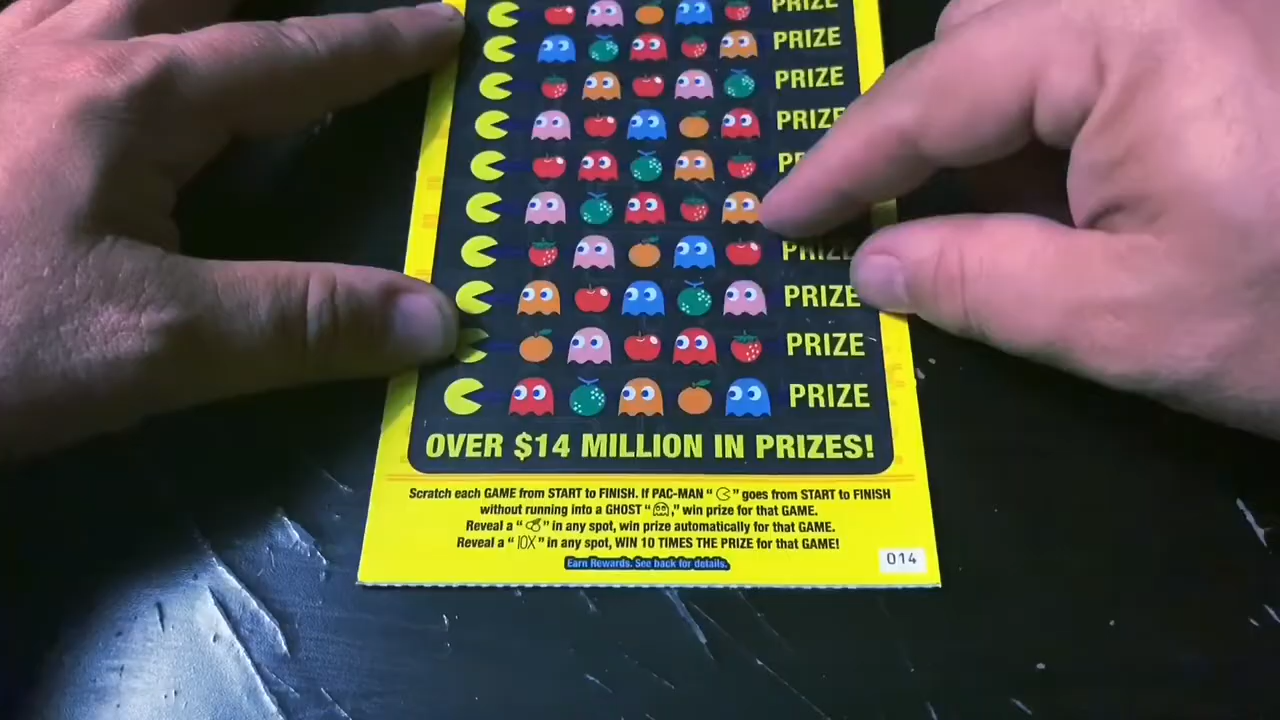 PRIZE
PRIZE
PRIZE
PRIZE
PRIZE
PRIZE
PRIZE
PRIZE
OVER $14 MILLION IN PRIZES!
Scratch each GAME from START to FINISH. If PAC-MAN " " goes from START to FINISH
without running into a GHOST " ," win prize for that GAME.
Reveal a " " in any spot, win prize automatically for that GAME.
Reveal a "10X" in any spot, WIN 10 TIMES THE PRIZE for that GAME!
Earn Rewards. See back for details.
014